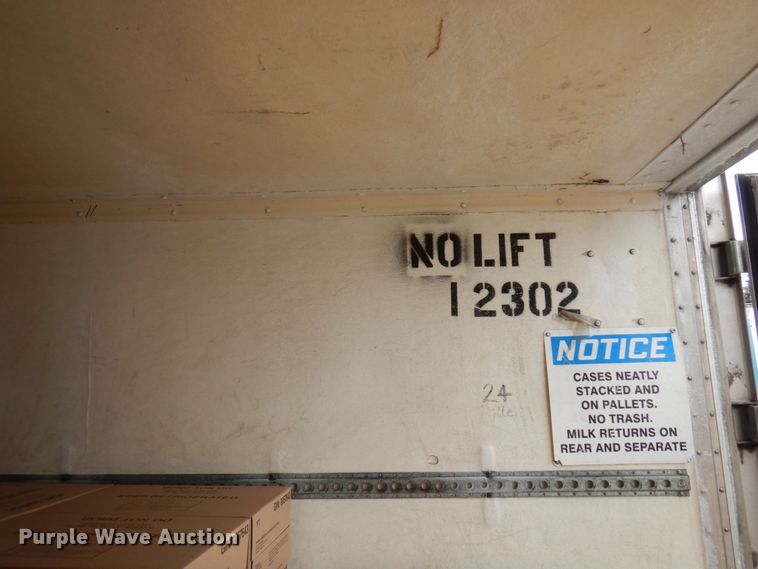 NO LIFT
12302
NOTICE
CASES NEATLY
STACKED AND
ON PALLETS.
NO TRASH.
MILK RETURNS ON
REAR AND SEPARATE
24
Purple Wave Auction®